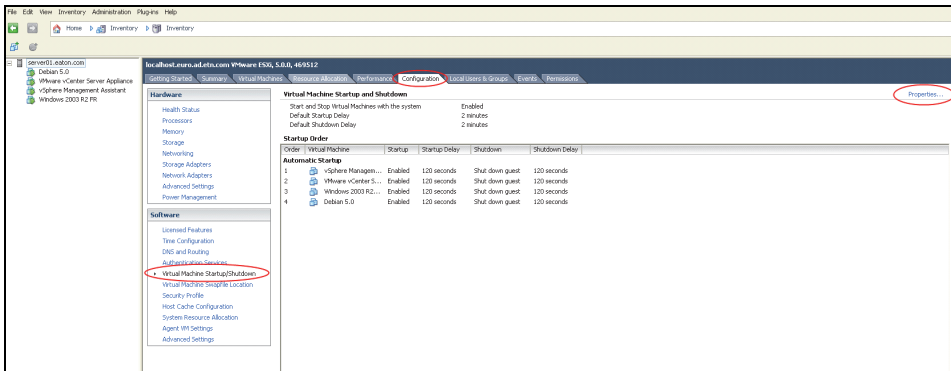 File Edit View Inventory Administration Plug-ins Help
Home Inventory Inventory
server01.eaton.com
Debian 5.0
VMware vCenter Server Appliance
vSphere Management Assistant
Windows 2003 R2 FR
localhost.euro.ad.etn.com VMware ESXi, 5.0.0, 469512
Getting Started Summary Virtual Machines Resource Allocation Performance Configuration Local Users & Groups Events Permissions
Hardware
Health Status
Processors
Memory
Storage
Networking
Storage Adapters
Network Adapters
Advanced Settings
Power Management
Software
Licensed Features
Time Configuration
DNS and Routing
Authentication Services
Virtual Machine Startup/Shutdown
Virtual Machine Swapfile Location
Security Profile
Host Cache Configuration
System Resource Allocation
Agent VM Settings
Advanced Settings
Virtual Machine Startup and Shutdown Properties...
Start and Stop Virtual Machines with the system Enabled
Default Startup Delay 2 minutes
Default Shutdown Delay 2 minutes
Startup Order
Order Virtual Machine Startup Startup Delay Shutdown Shutdown Delay
Automatic Startup
1 vSphere Managem... Enabled 120 seconds Shut down guest 120 seconds
2 VMware vCenter S... Enabled 120 seconds Shut down guest 120 seconds
3 Windows 2003 R2... Enabled 120 seconds Shut down guest 120 seconds
4 Debian 5.0 Enabled 120 seconds Shut down guest 120 seconds